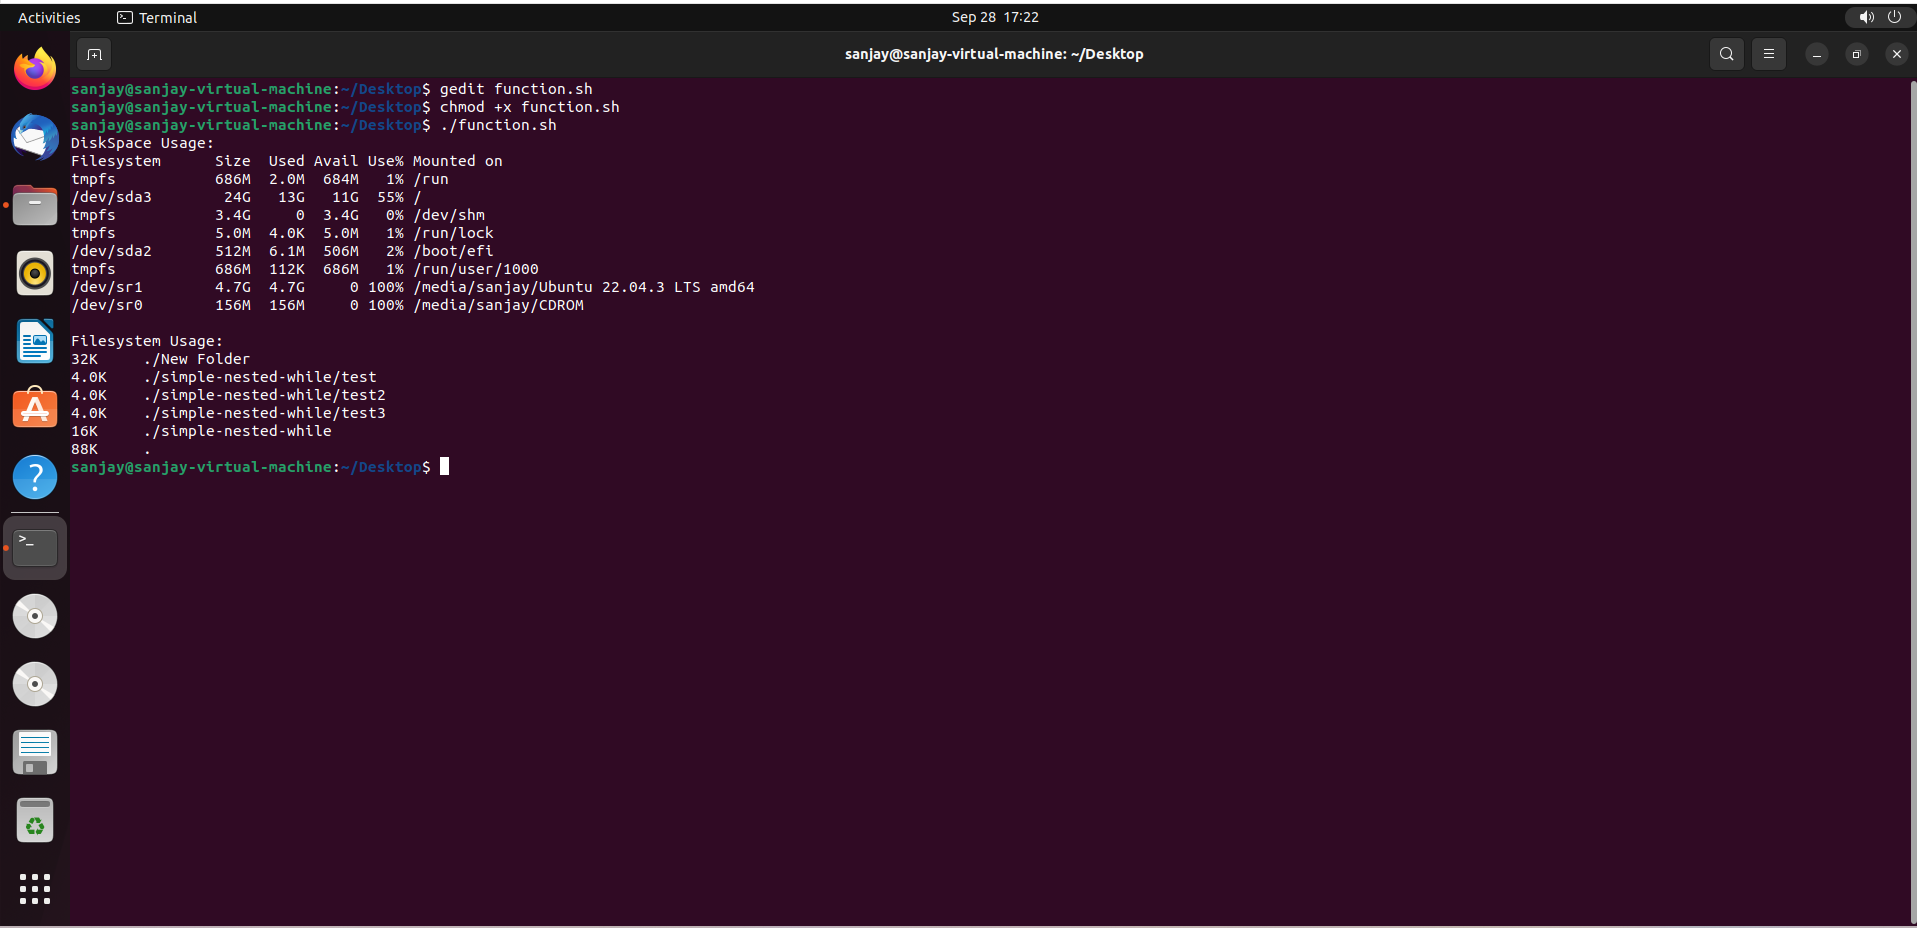 Activities Terminal Sep 28 17:22
sanjay@sanjay-virtual-machine: ~/Desktop
sanjay@sanjay-virtual-machine:~/Desktop$ gedit function.sh
sanjay@sanjay-virtual-machine:~/Desktop$ chmod +x function.sh
sanjay@sanjay-virtual-machine:~/Desktop$ ./function.sh
DiskSpace Usage:
Filesystem      Size  Used Avail Use% Mounted on
tmpfs           686M  2.0M  684M   1% /run
/dev/sda3        24G   13G   11G  55% /
tmpfs           3.4G     0  3.4G   0% /dev/shm
tmpfs           5.0M  4.0K  5.0M   1% /run/lock
/dev/sda2       512M  6.1M  506M   2% /boot/efi
tmpfs           686M  112K  686M   1% /run/user/1000
/dev/sr1        4.7G  4.7G     0 100% /media/sanjay/Ubuntu 22.04.3 LTS amd64
/dev/sr0        156M  156M     0 100% /media/sanjay/CDROM
Filesystem Usage:
32K     ./New Folder
4.0K    ./simple-nested-while/test
4.0K    ./simple-nested-while/test2
4.0K    ./simple-nested-while/test3
16K     ./simple-nested-while
88K     .
sanjay@sanjay-virtual-machine:~/Desktop$